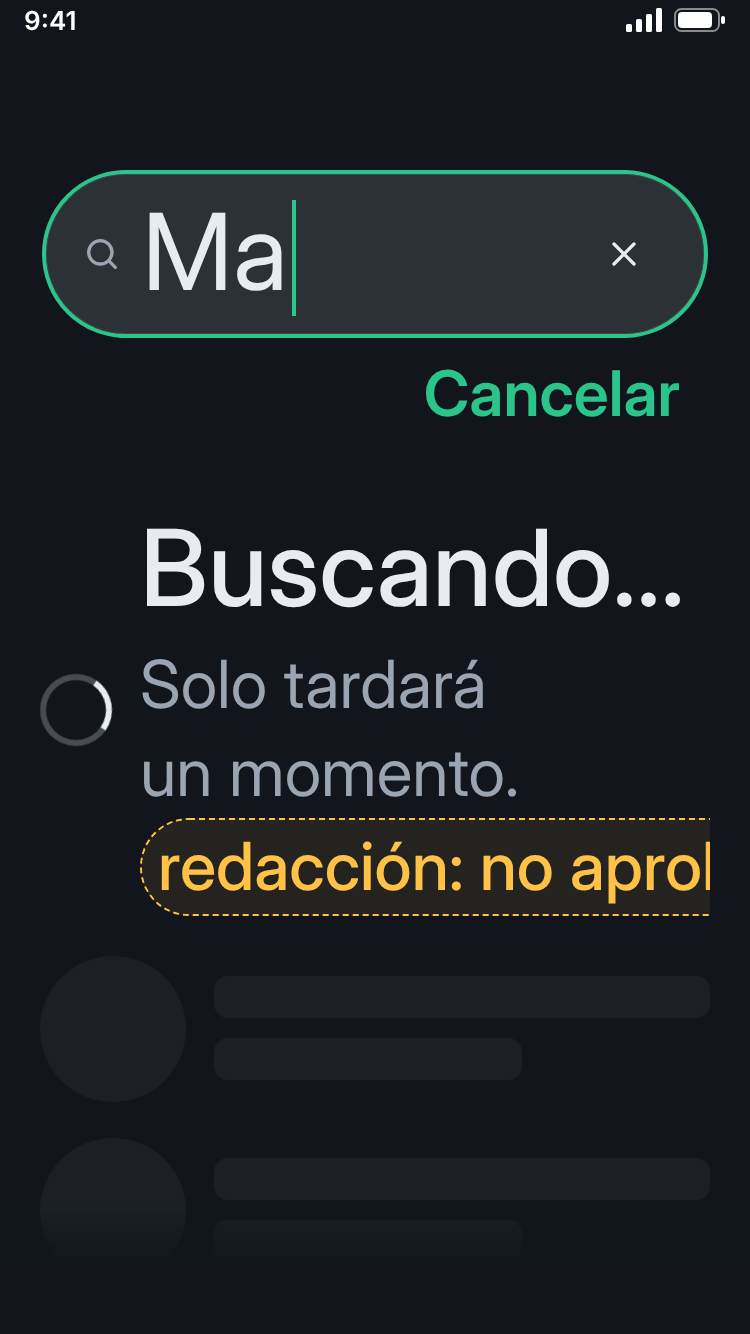 9:41
Ma
Cancelar
Buscando...
Solo tardará
un momento.
redacción: no